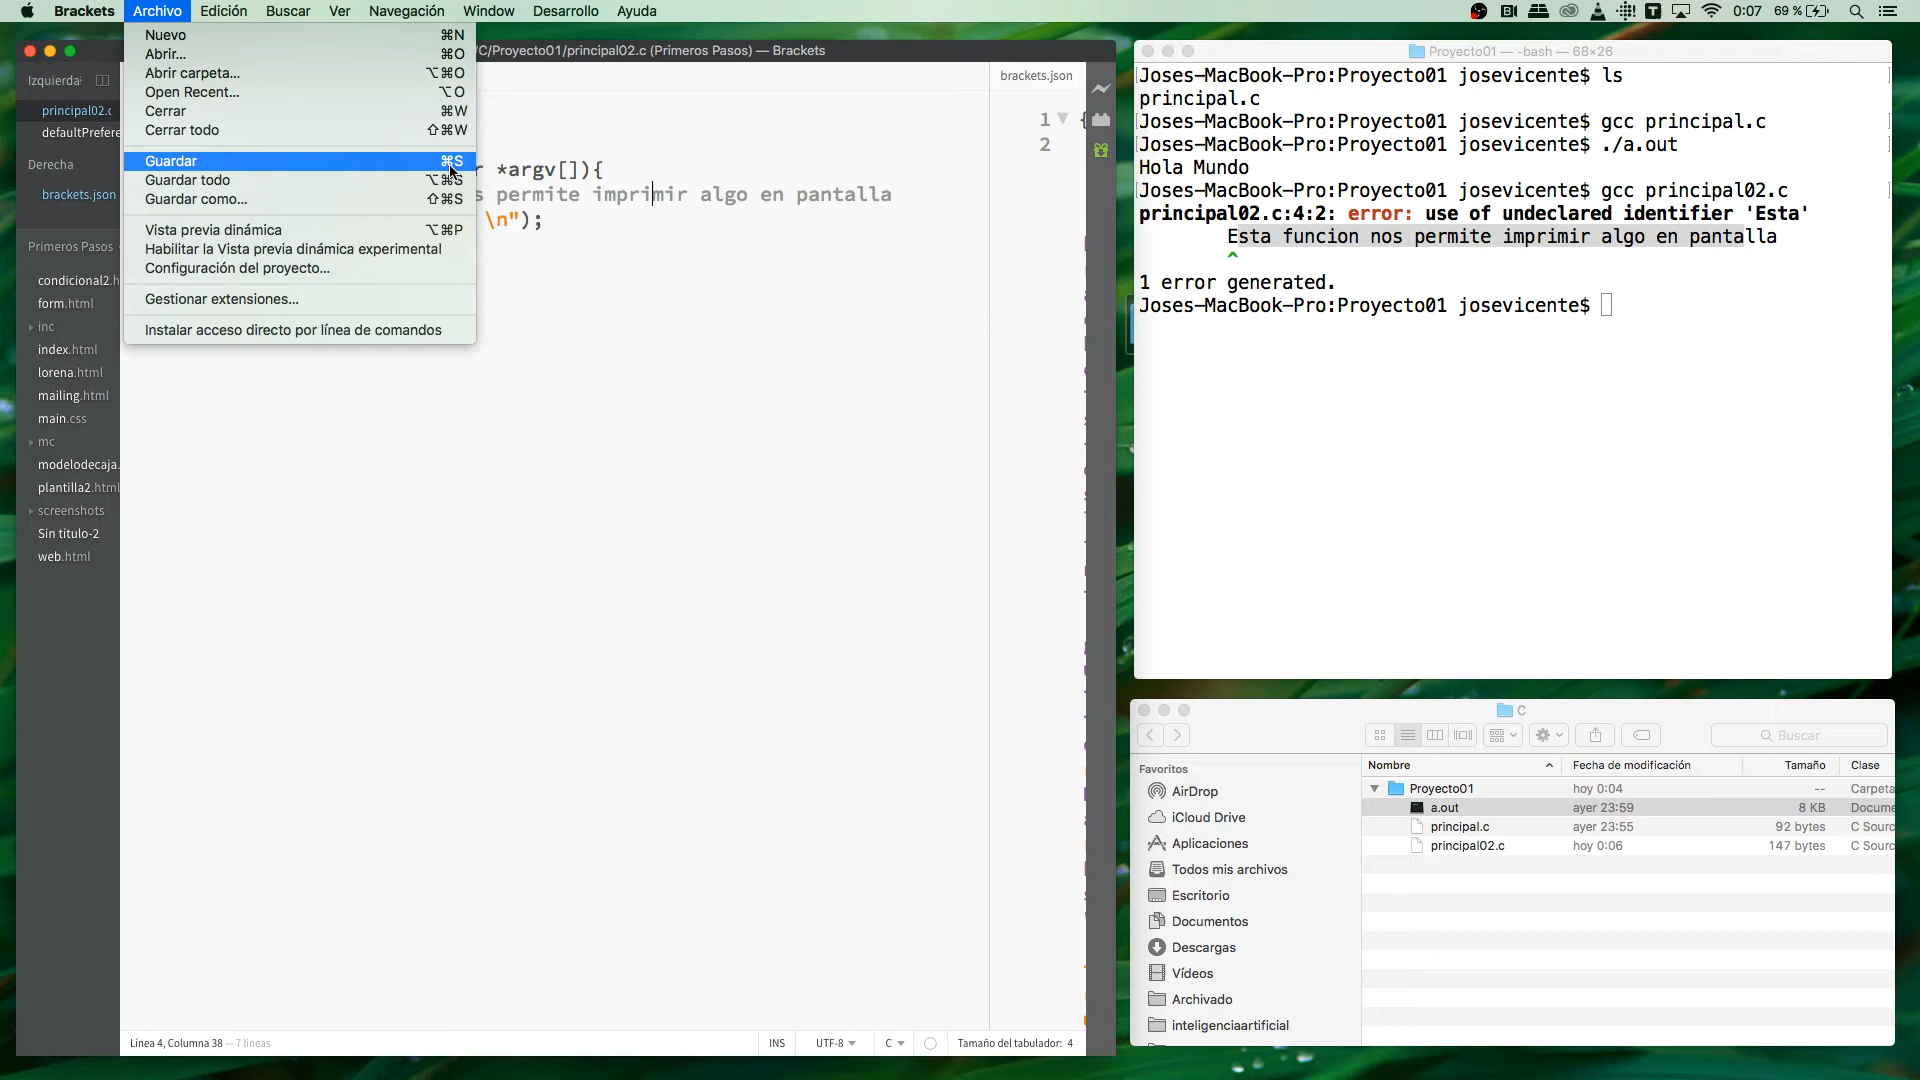 Brackets Archivo Edición Buscar Ver Navegación Window Desarrollo Ayuda 0:07 69 %
Nuevo ⌘N
Abrir... ⌘O
Abrir carpeta... ⌥⌘O
Open Recent... ⌥O
Cerrar ⌘W
Cerrar todo ⇧⌘W
Guardar ⌘S
Guardar todo ⌥⌘S
Guardar como... ⇧⌘S
Vista previa dinámica ⌥⌘P
Habilitar la Vista previa dinámica experimental
Configuración del proyecto...
Gestionar extensiones...
Instalar acceso directo por línea de comandos
/C/Proyecto01/principal02.c (Primeros Pasos) — Brackets
Izquierda
principal02.c
defaultPrefere
Derecha
brackets.json
Primeros Pasos
condicional2.h
form.html
inc
index.html
lorena.html
mailing.html
main.css
mc
modelodecaja.
plantilla2.html
screenshots
Sin título-2
web.html
r *argv[]){
s permite imprimir algo en pantalla
\n");
brackets.json
1 {
2
Línea 4, Columna 38 — 7 líneas INS UTF-8 C Tamaño del tabulador: 4
Proyecto01 — -bash — 68×26
Joses-MacBook-Pro:Proyecto01 josevicente$ ls
principal.c
Joses-MacBook-Pro:Proyecto01 josevicente$ gcc principal.c
Joses-MacBook-Pro:Proyecto01 josevicente$ ./a.out
Hola Mundo
Joses-MacBook-Pro:Proyecto01 josevicente$ gcc principal02.c
principal02.c:4:2: error: use of undeclared identifier 'Esta'
Esta funcion nos permite imprimir algo en pantalla
^
1 error generated.
Joses-MacBook-Pro:Proyecto01 josevicente$
C
Buscar
Favoritos
AirDrop
iCloud Drive
Aplicaciones
Todos mis archivos
Escritorio
Documentos
Descargas
Vídeos
Archivado
inteligenciaartificial
Nombre Fecha de modificación Tamaño Clase
Proyecto01 hoy 0:04 -- Carpeta
a.out ayer 23:59 8 KB Docume
principal.c ayer 23:55 92 bytes C Sourc
principal02.c hoy 0:06 147 bytes C Sourc